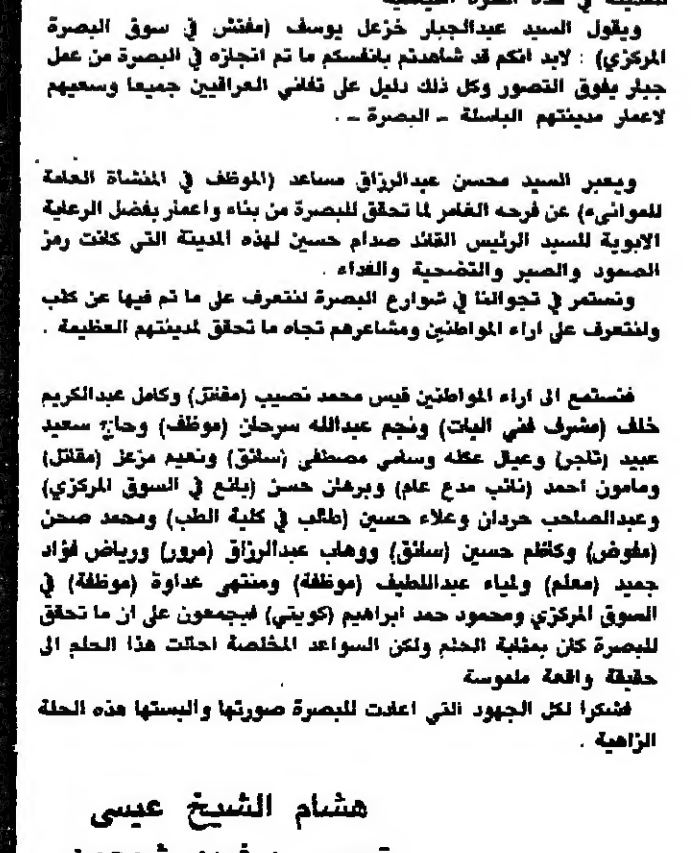 ويقول السيد عبدالجبار خزعل يوسف (مفتش في سوق البصرة
المركزي) : لابد انكم قد شاهدتم بانفسكم ما تم انجازه في البصرة من عمل
جبار يفوق التصور وكل ذلك دليل على تفاني العراقيين جميعا وسعيهم
لاعمار مدينتهم الباسلة ـ البصرة ـ .
ويعبر السيد محسن عبدالرزاق مساعد (الموظف في المنشأة العامة
للموانىء) عن فرحه الغامر لما تحقق للبصرة من بناء واعمار بفضل الرعاية
الابوية للسيد الرئيس القائد صدام حسين لهذه المدينة التي كانت رمز
الصمود والصبر والتضحية والفداء .
ونستمر في تجوالنا في شوارع البصرة لنتعرف على ما تم فيها عن كثب
ولنتعرف على اراء المواطنين ومشاعرهم تجاه ما تحقق لمدينتهم العظيمة .
فنستمع الى اراء المواطنين قيس محمد نصيب (مقاتل) وكامل عبدالكريم
خلف (مشرف فني اليات) ونجم عبدالله سرحان (موظف) وحاج سعيد
عبيد (تاجر) وعيال عكله وسامي مصطفى (سائق) ونعيم مزعل (مقاتل)
ومامون احمد (نائب مدع عام) وبرهان حسن (بائع في السوق المركزي)
وعبدالصاحب حردان وعلاء حسين (طالب في كلية الطب) ومحمد صحن
(مفوض) وكاظم حسين (سائق) ووهاب عبدالرزاق (مرور) ورياض فؤاد
حميد (معلم) ولمياء عبداللطيف (موظفة) ومنتهى عداوة (موظفة) في
السوق المركزي ومحمود حمد ابراهيم (كويتي) فيجمعون على ان ما تحقق
للبصرة كان بمثابة الحلم ولكن السواعد المخلصة احالت هذا الحلم الى
حقيقة واقعة ملموسة
فشكرا لكل الجهود التي اعادت للبصرة صورتها والبستها هذه الحلة
الزاهية .
هشام الشيخ عيسى